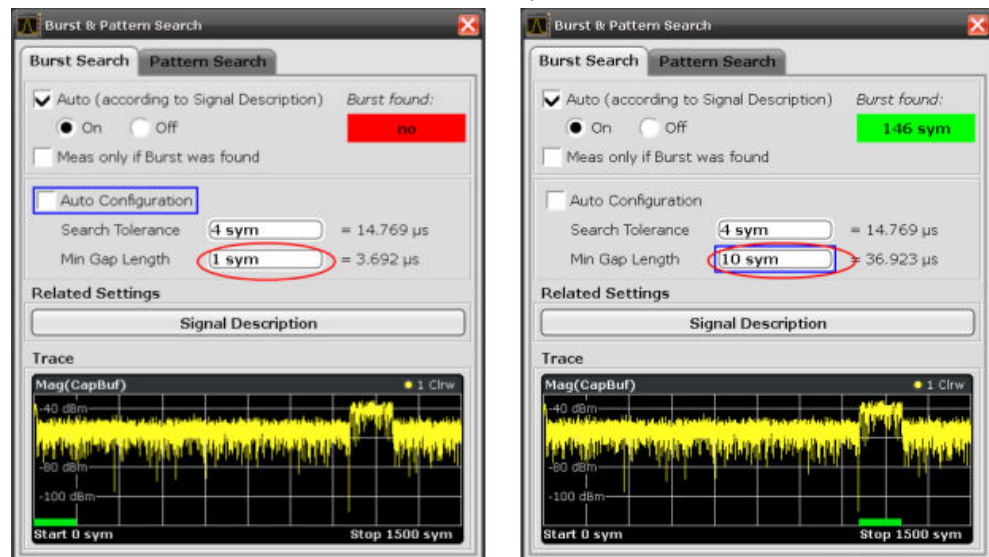 Burst & Pattern Search
Burst Search Pattern Search
Auto (according to Signal Description) Burst found:
On Off no
Meas only if Burst was found
Auto Configuration
Search Tolerance 4 sym = 14.769 µs
Min Gap Length 1 sym = 3.692 µs
Related Settings
Signal Description
Trace
Mag(CapBuf) 1 Clrw
-40 dBm
-80 dBm
-100 dBm
Start 0 sym Stop 1500 sym
Burst & Pattern Search
Burst Search Pattern Search
Auto (according to Signal Description) Burst found:
On Off 146 sym
Meas only if Burst was found
Auto Configuration
Search Tolerance 4 sym = 14.769 µs
Min Gap Length 10 sym = 36.923 µs
Related Settings
Signal Description
Trace
Mag(CapBuf) 1 Clrw
-40 dBm
-80 dBm
-100 dBm
Start 0 sym Stop 1500 sym